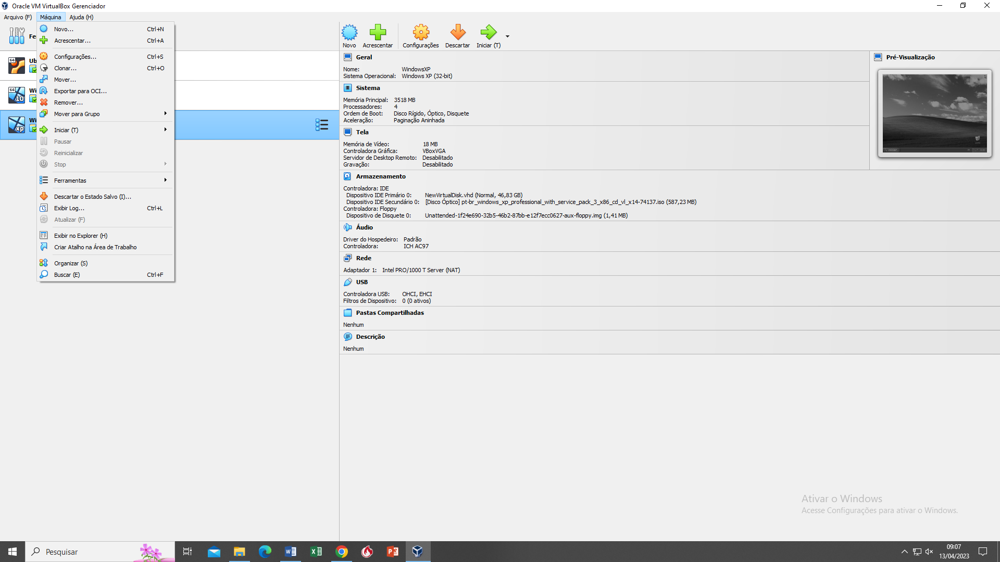 Oracle VM VirtualBox Gerenciador
Arquivo (F) Máquina Ajuda (H)
Novo... Ctrl+N
Acrescentar... Ctrl+A
Configurações... Ctrl+S
Clonar... Ctrl+O
Mover...
Exportar para OCI...
Remover...
Mover para Grupo
Iniciar (T)
Pausar
Reinicializar
Stop
Ferramentas
Descartar o Estado Salvo (I)...
Exibir Log... Ctrl+L
Atualizar (F)
Exibir no Explorer (H)
Criar Atalho na Área de Trabalho
Organizar (S)
Buscar (E) Ctrl+F
Fe
64 Ub
64 10 Wi
xp Wi
Novo Acrescentar Configurações Descartar Iniciar (T)
Geral
Nome: WindowsXP
Sistema Operacional: Windows XP (32-bit)
Sistema
Memória Principal: 3518 MB
Processadores: 4
Ordem de Boot: Disco Rígido, Óptico, Disquete
Aceleração: Paginação Aninhada
Tela
Memória de Vídeo: 18 MB
Controladora Gráfica: VBoxVGA
Servidor de Desktop Remoto: Desabilitado
Gravação: Desabilitado
Armazenamento
Controladora: IDE
Dispositivo IDE Primário 0: NewVirtualDisk.vhd (Normal, 46,83 GB)
Dispositivo IDE Secundário 0: [Disco Óptico] pt-br_windows_xp_professional_with_service_pack_3_x86_cd_vl_x14-74137.iso (587,23 MB)
Controladora: Floppy
Dispositivo de Disquete 0: Unattended-1f24e690-32b5-46b2-87bb-e12f7ecc0627-aux-floppy.img (1,41 MB)
Áudio
Driver do Hospedeiro: Padrão
Controladora: ICH AC97
Rede
Adaptador 1: Intel PRO/1000 T Server (NAT)
USB
Controladora USB: OHCI, EHCI
Filtros de Dispositivo: 0 (0 ativos)
Pastas Compartilhadas
Nenhum
Descrição
Nenhum
Pré-Visualização
Ativar o Windows
Acesse Configurações para ativar o Windows.
Pesquisar
09:07
13/04/2023